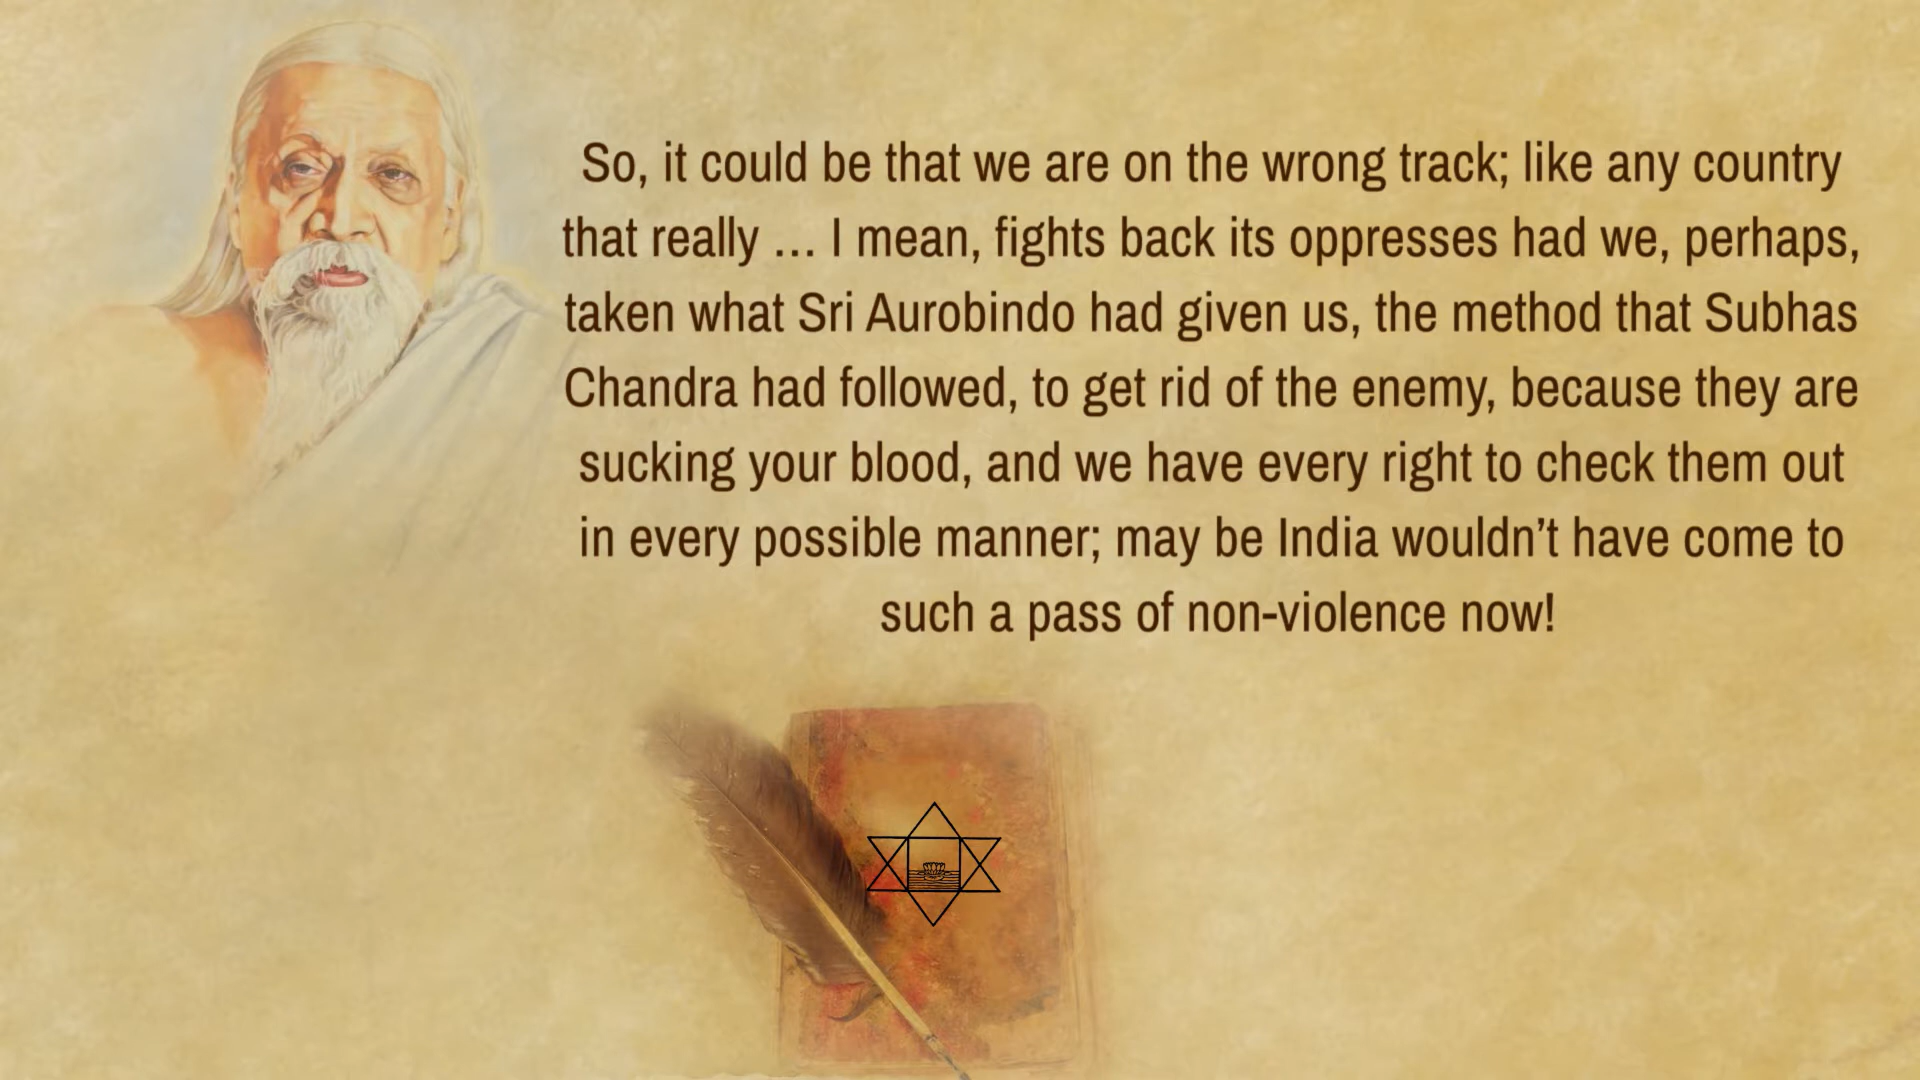 So, it could be that we are on the wrong track; like any country
that really ... I mean, fights back its oppresses had we, perhaps,
taken what Sri Aurobindo had given us, the method that Subhas
Chandra had followed, to get rid of the enemy, because they are
sucking your blood, and we have every right to check them out
in every possible manner; may be India wouldn’t have come to
such a pass of non-violence now!